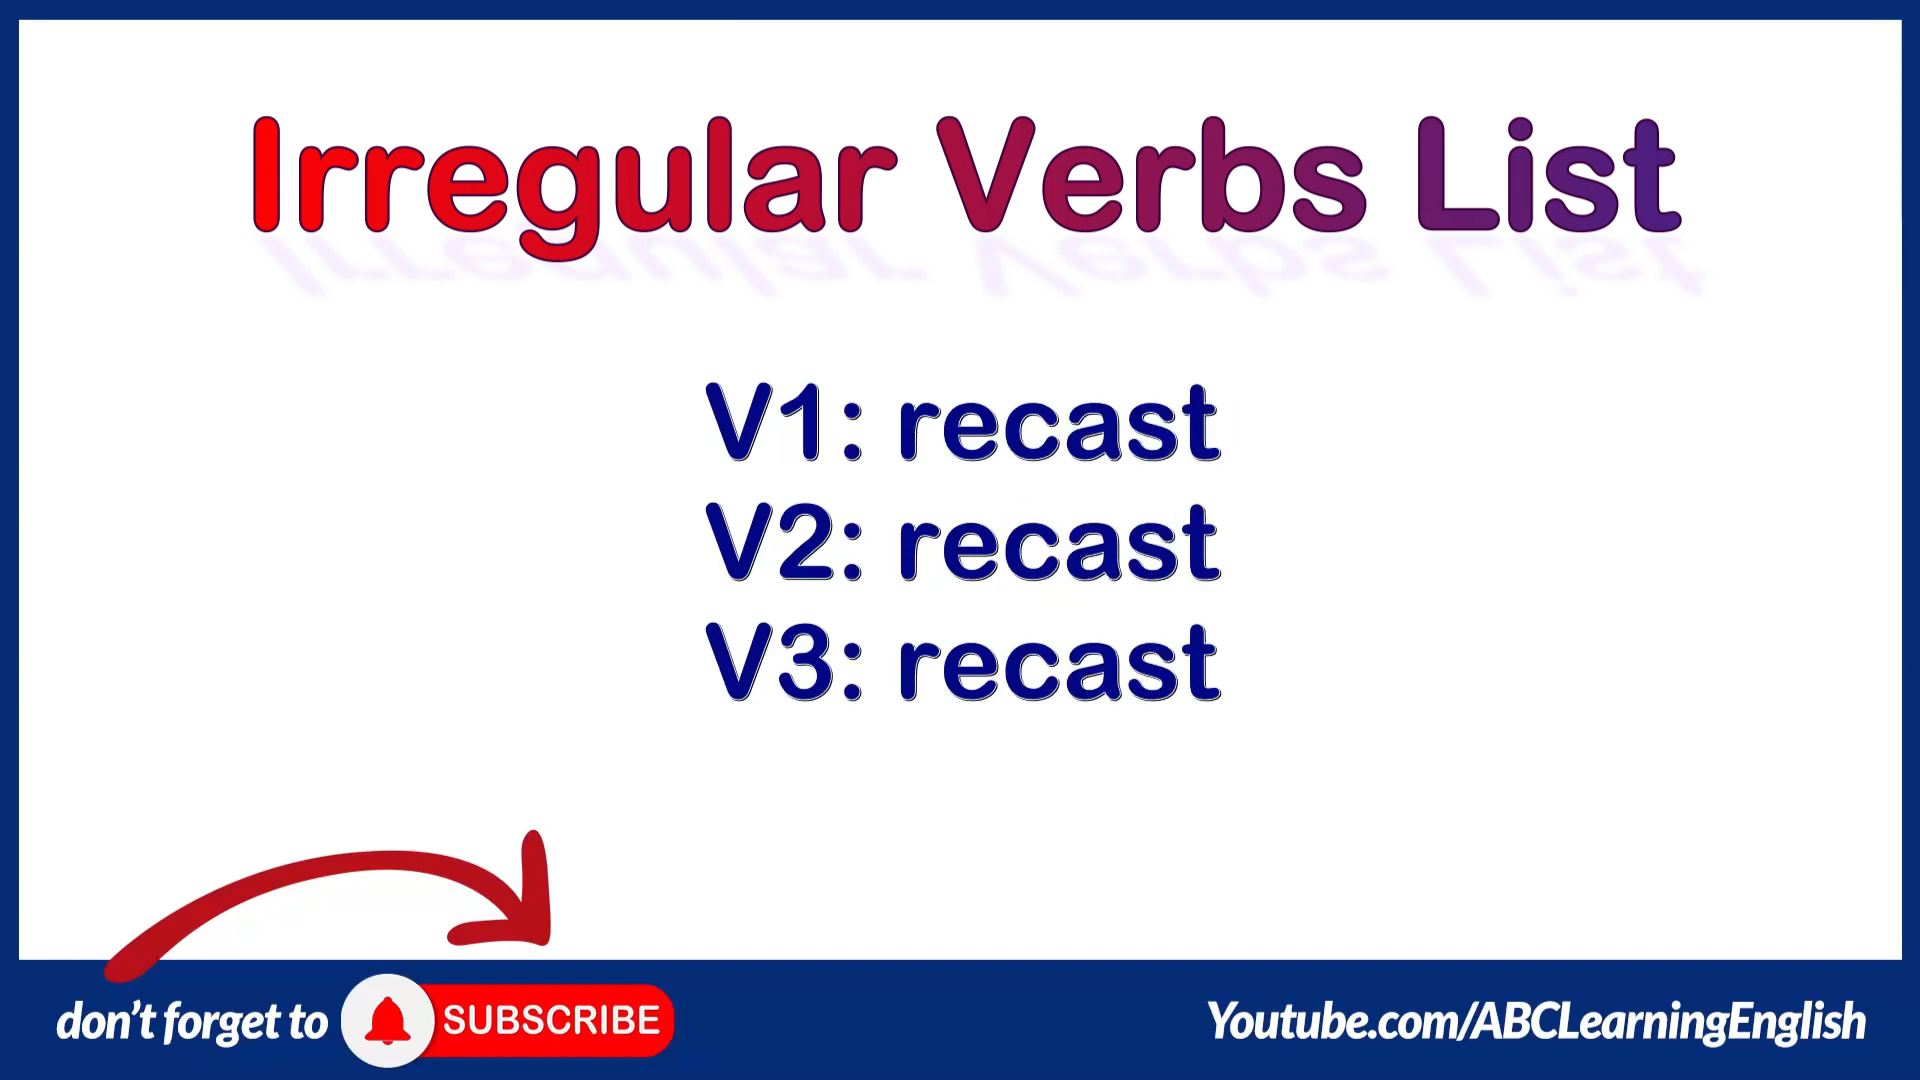 Irregular Verbs List
V1: recast
V2: recast
V3: recast
don't forget to SUBSCRIBE
Youtube.com/ABCLearningEnglish